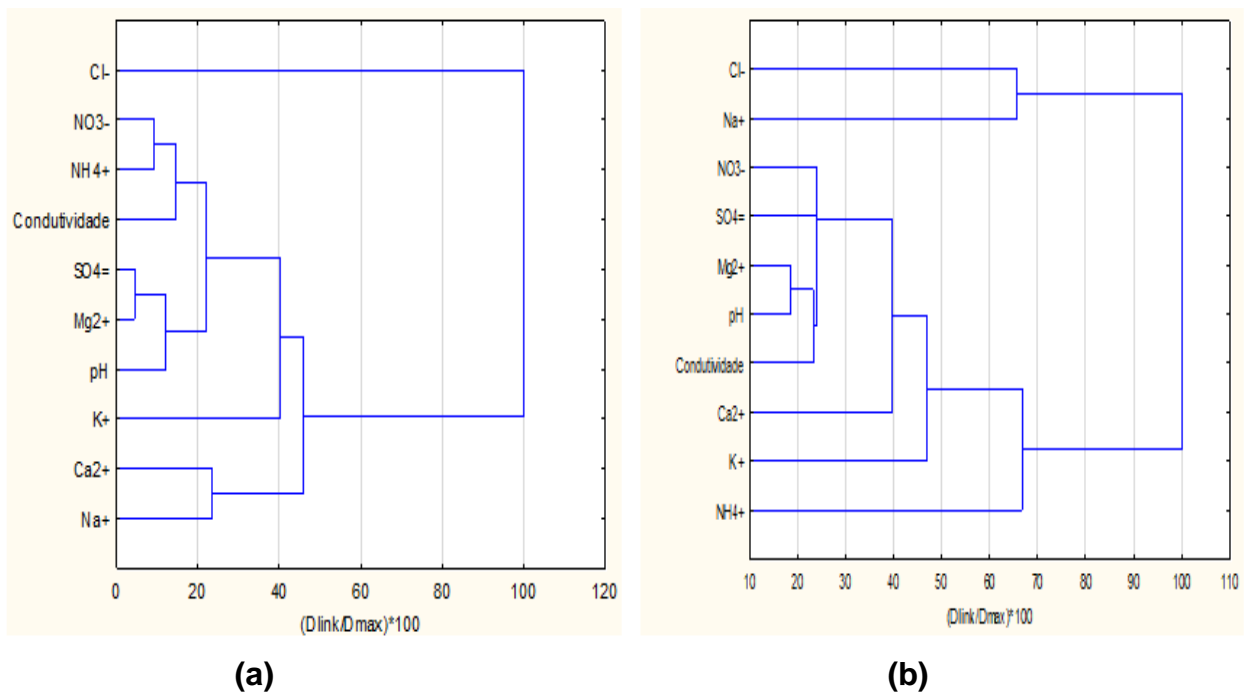 Cl-
NO3-
NH4+
Condutividade
SO4=
Mg2+
pH
K+
Ca2+
Na+
0 20 40 60 80 100 120
(Dlink/Dmax)*100
(a)
Cl-
Na+
NO3-
SO4=
Mg2+
pH
Condutividade
Ca2+
K+
NH4+
10 20 30 40 50 60 70 80 90 100 110
(Dlink/Dmax)*100
(b)